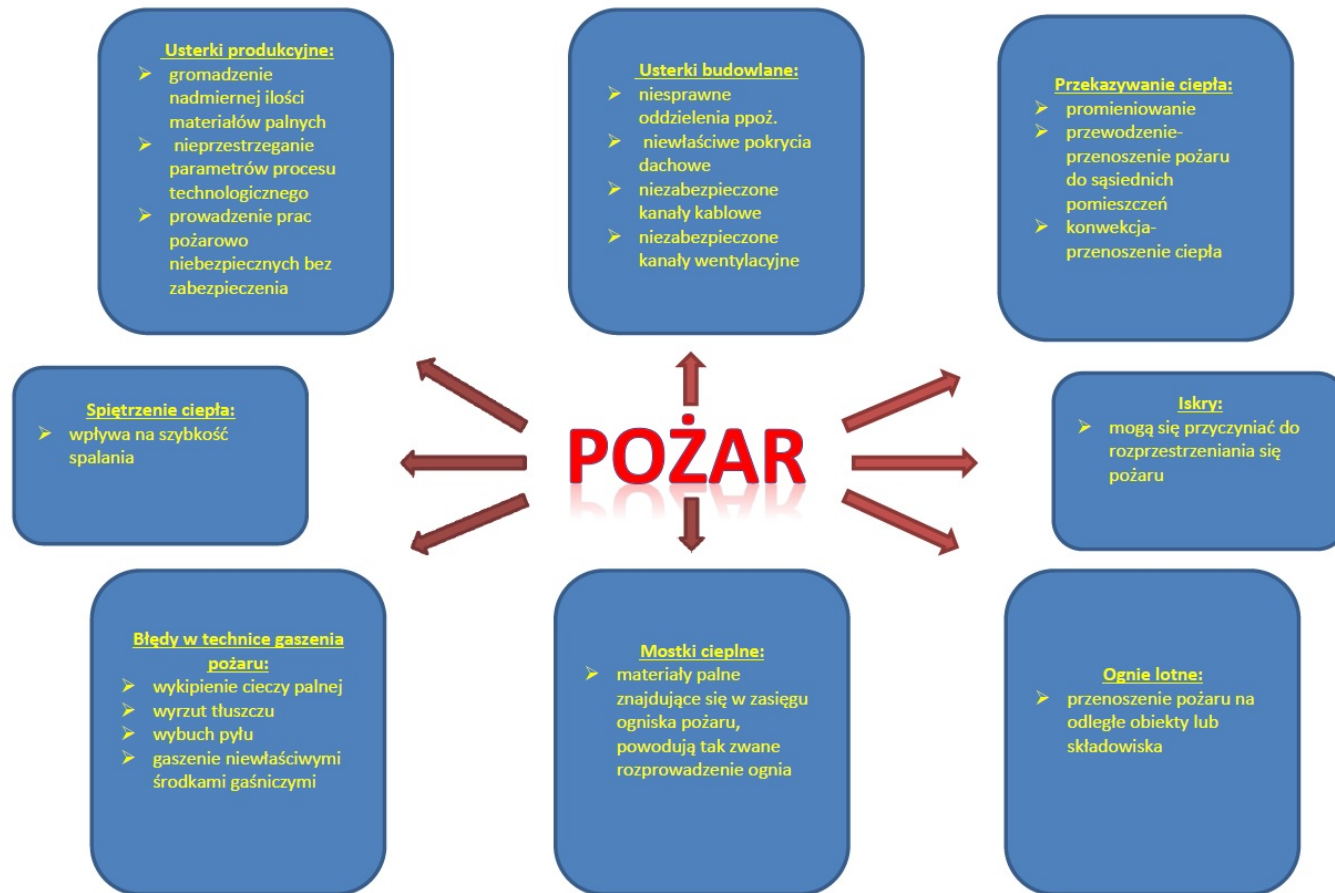 Usterki produkcyjne:
➢ gromadzenie
nadmiernej ilości
materiałów palnych
➢ nieprzestrzeganie
parametrów procesu
technologicznego
➢ prowadzenie prac
pożarowo
niebezpiecznych bez
zabezpieczenia
Usterki budowlane:
➢ niesprawne
oddzielenia ppoż.
➢ niewłaściwe pokrycia
dachowe
➢ niezabezpieczone
kanały kablowe
➢ niezabezpieczone
kanały wentylacyjne
Przekazywanie ciepła:
➢ promieniowanie
➢ przewodzenie-
przenoszenie pożaru
do sąsiednich
pomieszczeń
➢ konwekcja-
przenoszenie ciepła
Spiętrzenie ciepła:
➢ wpływa na szybkość
spalania
POŻAR
Iskry:
➢ mogą się przyczyniać do
rozprzestrzeniania się
pożaru
Błędy w technice gaszenia
pożaru:
➢ wykipienie cieczy palnej
➢ wyrzut tłuszczu
➢ wybuch pyłu
➢ gaszenie niewłaściwymi
środkami gaśniczymi
Mostki cieplne:
➢ materiały palne
znajdujące się w zasięgu
ogniska pożaru,
powodują tak zwane
rozprowadzenie ognia
Ognie lotne:
➢ przenoszenie pożaru na
odległe obiekty lub
składowiska